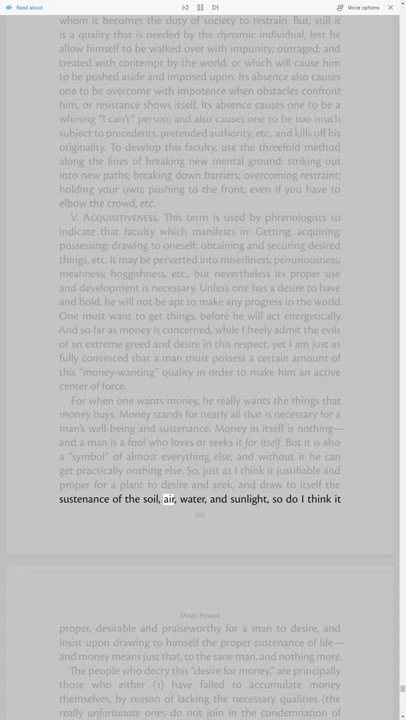 Read aloud
Voice options
whom it becomes the duty of society to restrain. But, still it
is a quality that is needed by the dynamic individual, lest he
allow himself to be walked over with impunity; outraged; and
treated with contempt by the world; or which will cause him
to be pushed aside and imposed upon. Its absence also causes
one to be overcome with impotence when obstacles confront
him, or resistance shows itself. Its absence causes one to be a
whining "I can't" person; and also causes one to be too much
subject to precedents, pretended authority, etc., and kills off his
originality. To develop this faculty, use the threefold method
along the lines of breaking new mental ground; striking out
into new paths; breaking down barriers; overcoming restraint;
holding your own; pushing to the front, even if you have to
elbow the crowd, etc.
V. Acquisitiveness. This term is used by phrenologists to
indicate that faculty which manifests in: Getting; acquiring;
possessing; drawing to oneself; obtaining and securing desired
things, etc. It may be perverted into miserliness; penuriousness;
meanness; hoggishness, etc., but nevertheless its proper use
and development is necessary. Unless one has a desire to have
and hold, he will not be apt to make any progress in the world.
One must want to get things, before he will act energetically.
And so far as money is concerned, while I freely admit the evils
of an extreme greed and desire in this respect, yet I am just as
fully convinced that a man must possess a certain amount of
this "money-wanting" quality in order to make him an active
center of force.
For when one wants money, he really wants the things that
money buys. Money stands for nearly all that is necessary for a
man's well-being and sustenance. Money in itself is nothing—
and a man is a fool who loves or seeks it for itself. But it is also
a "symbol" of almost everything else, and without it he can
get practically nothing else. So, just as I think it justifiable and
proper for a plant to desire and seek, and draw to itself the
sustenance of the soil, air, water, and sunlight, so do I think it
Mind-Power
proper, desirable and praiseworthy for a man to desire, and
insist upon drawing to himself the proper sustenance of life—
and money means just that, to the sane man, and nothing more.
The people who decry this "desire for money," are principally
those who either (1) have failed to accumulate money
themselves, by reason of lacking the necessary qualities (the
really unfortunate ones do not join in the condemnation of